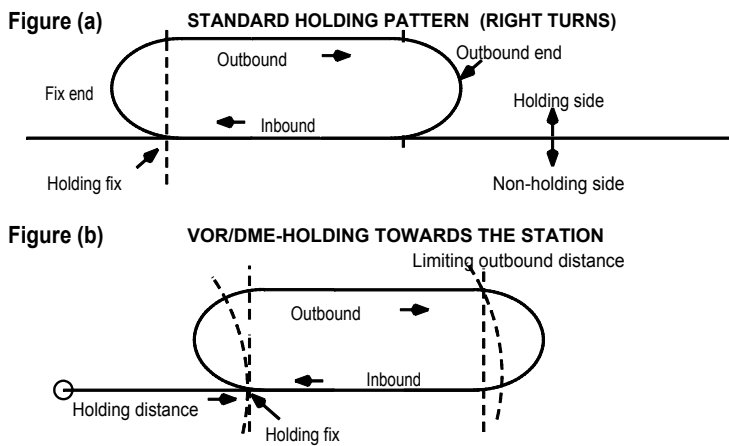 Figure (a) STANDARD HOLDING PATTERN (RIGHT TURNS)
Outbound
Outbound end
Fix end
Holding side
Inbound
Holding fix
Non-holding side
Figure (b) VOR/DME-HOLDING TOWARDS THE STATION
Limiting outbound distance
Outbound
Inbound
Holding distance
Holding fix